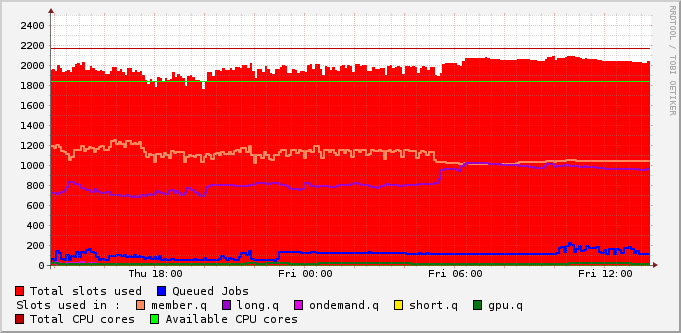 RRDTOOL / TOBI OETIKER
2400
2200
2000
1800
1600
1400
1200
1000
800
600
400
200
0
Thu 18:00 Fri 00:00 Fri 06:00 Fri 12:00
Total slots used Queued Jobs
Slots used in : member.q long.q ondemand.q short.q gpu.q
Total CPU cores Available CPU cores